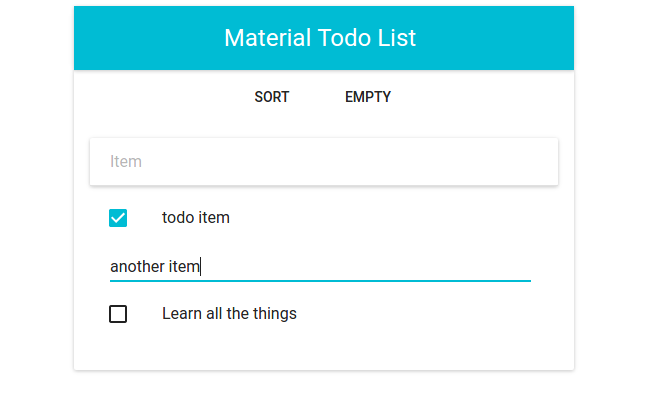 Material Todo List
SORT EMPTY
Item
todo item
another item
Learn all the things